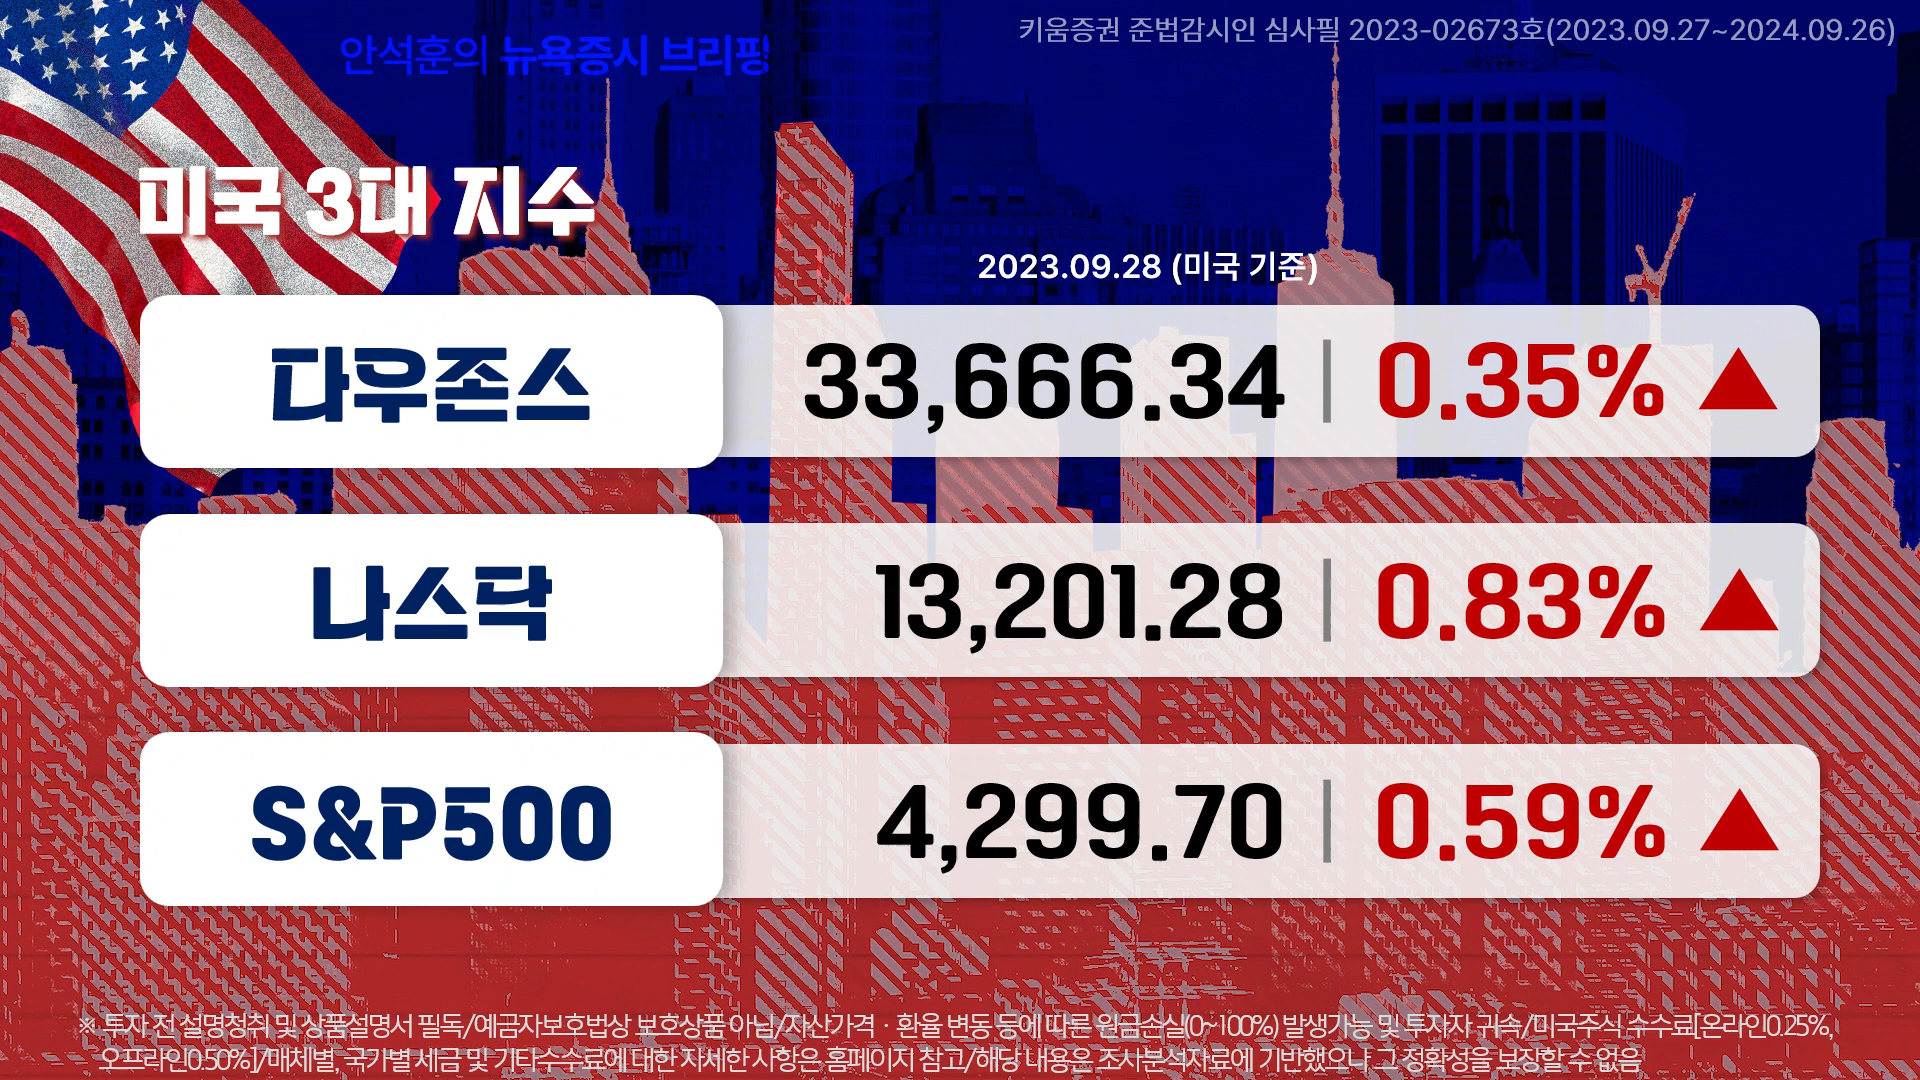 키움증권 준법감시인 심사필 2023-02673호(2023.09.27~2024.09.26)
안석훈의 뉴욕증시 브리핑
미국 3대 지수
2023.09.28 (미국 기준)
다우존스 33,666.34 | 0.35% ▲
나스닥 13,201.28 | 0.83% ▲
S&P500 4,299.70 | 0.59% ▲
※ 투자 전 설명청취 및 상품설명서 필독/예금자보호법상 보호상품 아님/자산가격 · 환율 변동 등에 따른 원금손실(0~100%) 발생가능 및 투자자 귀속/미국주식 수수료[온라인0.25%,
오프라인0.50%]/매체별, 국가별 세금 및 기타수수료에 대한 자세한 사항은 홈페이지 참고/해당 내용은 조사분석자료에 기반했으나 그 정확성을 보장할 수 없음